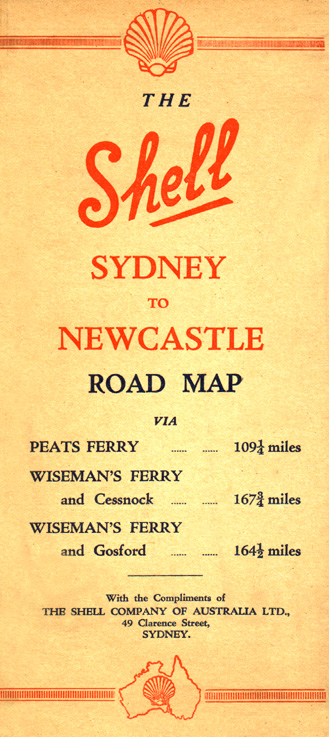 THE
Shell
SYDNEY
TO
NEWCASTLE
ROAD MAP
VIA
PEATS FERRY ...... ...... 109¼ miles
WISEMAN'S FERRY
and Cessnock ...... ...... 167¾ miles
WISEMAN'S FERRY
and Gosford ...... ...... 164½ miles
With the Compliments of
THE SHELL COMPANY OF AUSTRALIA LTD.,
49 Clarence Street,
SYDNEY.